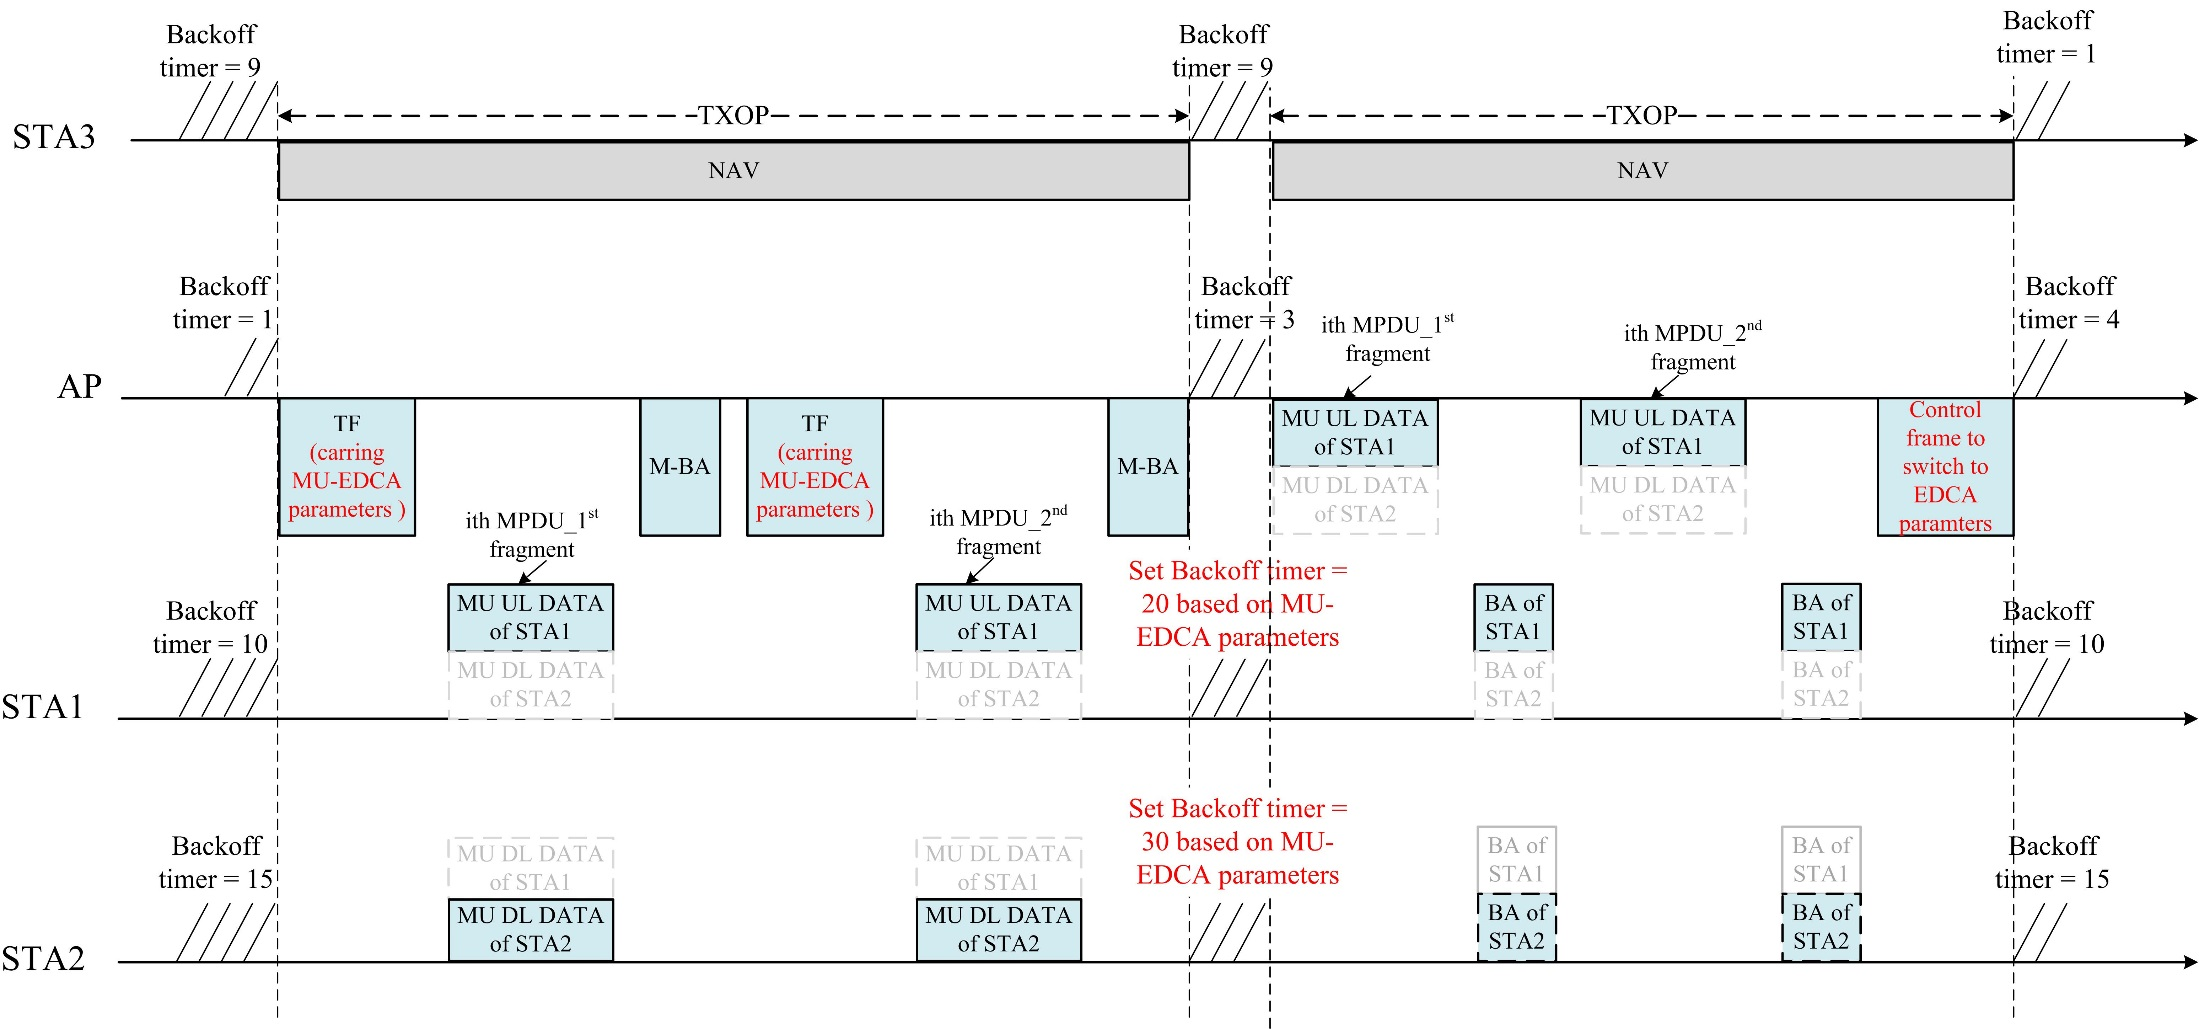 Backoff
timer = 9
Backoff
timer = 9
Backoff
timer = 1
STA3
TXOP
TXOP
NAV
NAV
Backoff
timer = 1
Backoff
timer = 3
Backoff
timer = 4
ith MPDU_1st
fragment
ith MPDU_2nd
fragment
AP
TF
(carring
MU-EDCA
parameters )
M-BA
TF
(carring
MU-EDCA
parameters )
M-BA
MU UL DATA
of STA1
MU DL DATA
of STA2
MU UL DATA
of STA1
MU DL DATA
of STA2
Control
frame to
switch to
EDCA
paramters
ith MPDU_1st
fragment
ith MPDU_2nd
fragment
Backoff
timer = 10
MU UL DATA
of STA1
MU DL DATA
of STA2
MU UL DATA
of STA1
MU DL DATA
of STA2
Set Backoff timer =
20 based on MU-
EDCA parameters
BA of
STA1
BA of
STA2
BA of
STA1
BA of
STA2
Backoff
timer = 10
STA1
Backoff
timer = 15
MU DL DATA
of STA1
MU DL DATA
of STA2
MU DL DATA
of STA1
MU DL DATA
of STA2
Set Backoff timer =
30 based on MU-
EDCA parameters
BA of
STA1
BA of
STA2
BA of
STA1
BA of
STA2
Backoff
timer = 15
STA2